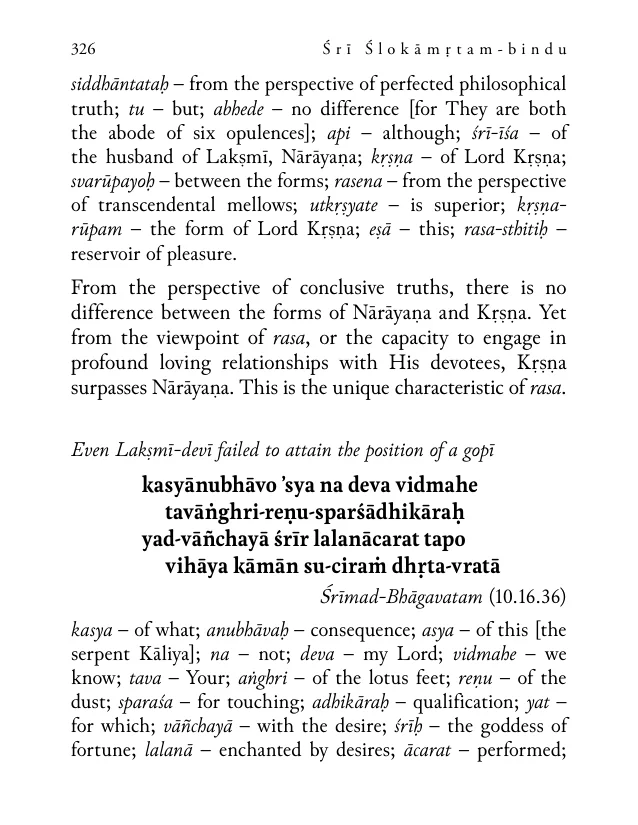 326 Śrī Ślokāmṛtam-bindu
siddhāntataḥ – from the perspective of perfected philosophical
truth; tu – but; abhede – no difference [for They are both
the abode of six opulences]; api – although; śrī-īśa – of
the husband of Lakṣmī, Nārāyaṇa; kṛṣṇa – of Lord Kṛṣṇa;
svarūpayoḥ – between the forms; rasena – from the perspective
of transcendental mellows; utkṛṣyate – is superior; kṛṣṇa-
rūpam – the form of Lord Kṛṣṇa; eṣā – this; rasa-sthitiḥ –
reservoir of pleasure.
From the perspective of conclusive truths, there is no
difference between the forms of Nārāyaṇa and Kṛṣṇa. Yet
from the viewpoint of rasa, or the capacity to engage in
profound loving relationships with His devotees, Kṛṣṇa
surpasses Nārāyaṇa. This is the unique characteristic of rasa.
Even Lakṣmī-devī failed to attain the position of a gopī
kasyānubhāvo ’sya na deva vidmahe
tavāṅghri-reṇu-sparśādhikāraḥ
yad-vāñchayā śrīr lalanācarat tapo
vihāya kāmān su-ciraṁ dhṛta-vratā
Śrīmad-Bhāgavatam (10.16.36)
kasya – of what; anubhāvaḥ – consequence; asya – of this [the
serpent Kāliya]; na – not; deva – my Lord; vidmahe – we
know; tava – Your; aṅghri – of the lotus feet; reṇu – of the
dust; sparaśa – for touching; adhikāraḥ – qualification; yat –
for which; vāñchayā – with the desire; śrīḥ – the goddess of
fortune; lalanā – enchanted by desires; ācarat – performed;